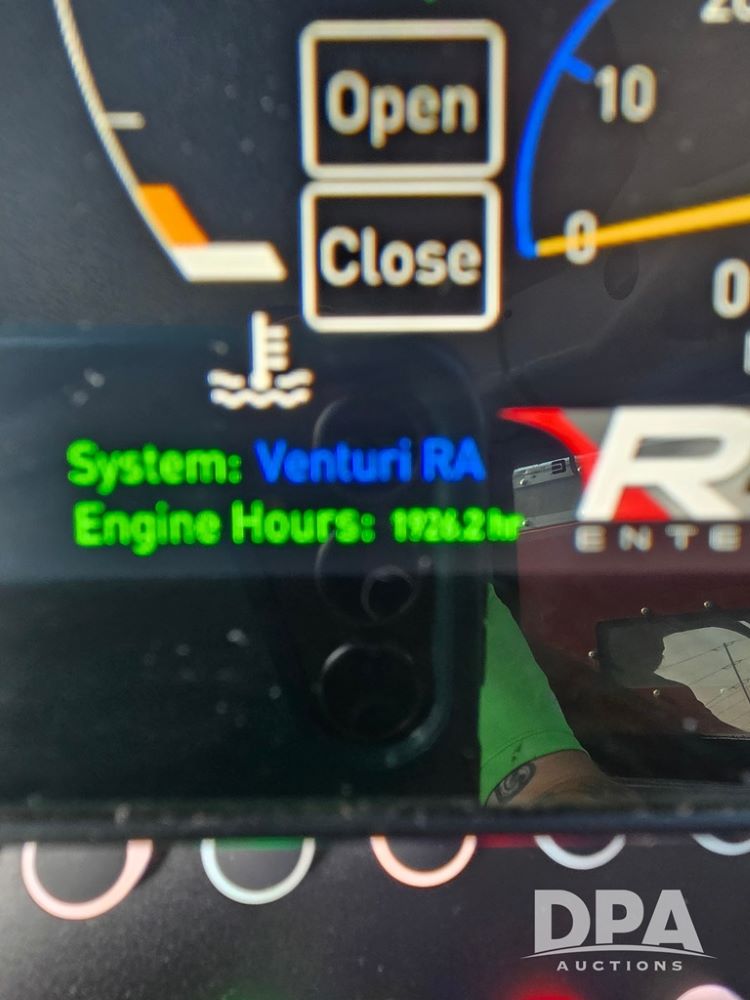 Open
10
Close
0
System: Venturi RA
Engine Hours: 1926.2 hr
R
ENTE
DPA
AUCTIONS